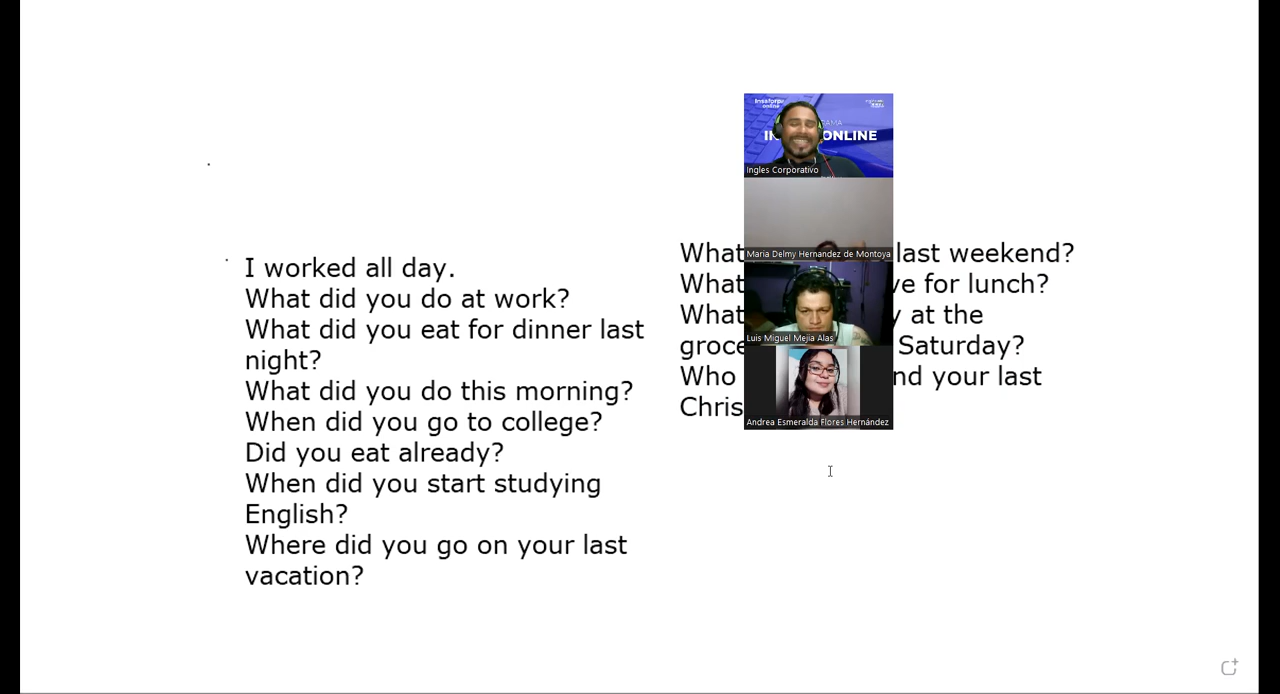 I worked all day.
What did you do at work?
What did you eat for dinner last
night?
What did you do this morning?
When did you go to college?
Did you eat already?
When did you start studying
English?
Where did you go on your last
vacation?
What last weekend?
What for lunch?
What at the
Saturday?
Who your last
Insaforp
online
ONLINE
Ingles Corporativo
Maria Delmy Hernandez de Montoya
Luis Miguel Mejia Alas
Andrea Esmeralda Flores Hernández